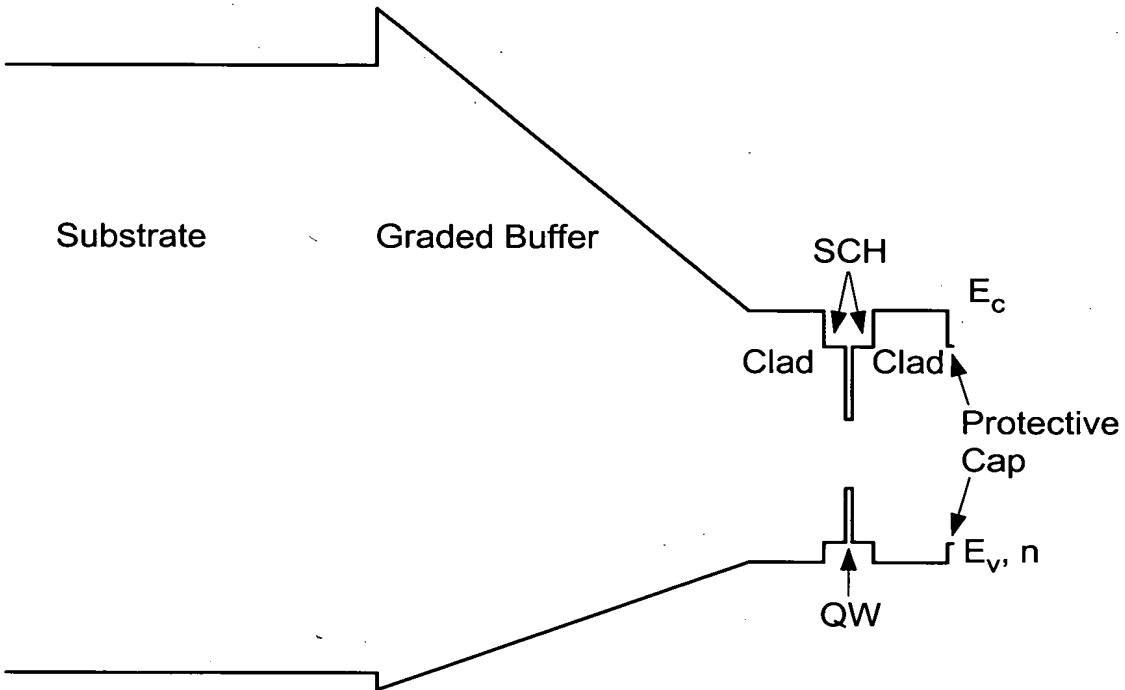 Substrate
Graded Buffer
SCH
E_c
Clad
Clad
Protective
Cap
E_v, n
QW